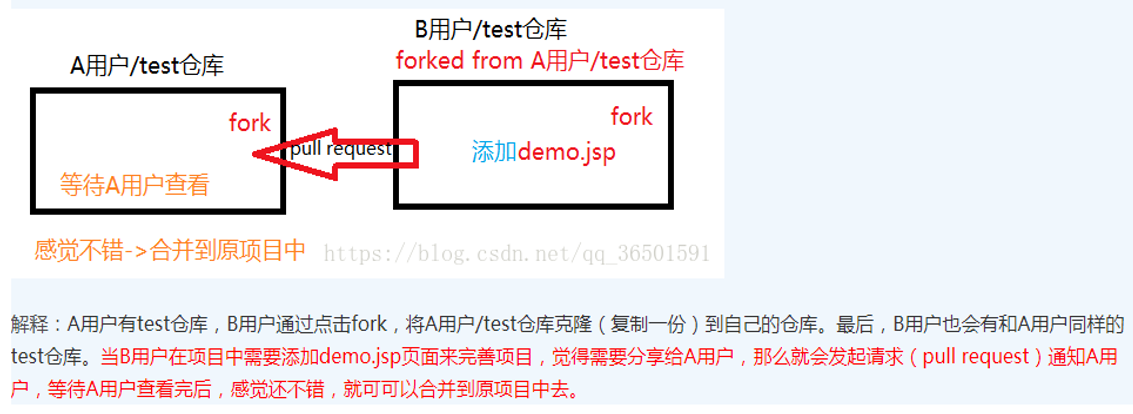 B用户/test仓库
A用户/test仓库
forked from A用户/test仓库
fork
fork
pull request
添加demo.jsp
等待A用户查看
感觉不错->合并到原项目中
https://blog.csdn.net/qq_36501591
解释：A用户有test仓库，B用户通过点击fork，将A用户/test仓库克隆（复制一份）到自己的仓库。最后，B用户也会有和A用户同样的
test仓库。当B用户在项目中需要添加demo.jsp页面来完善项目，觉得需要分享给A用户，那么就会发起请求（pull request）通知A用
户，等待A用户查看完后，感觉还不错，就可可以合并到原项目中去。